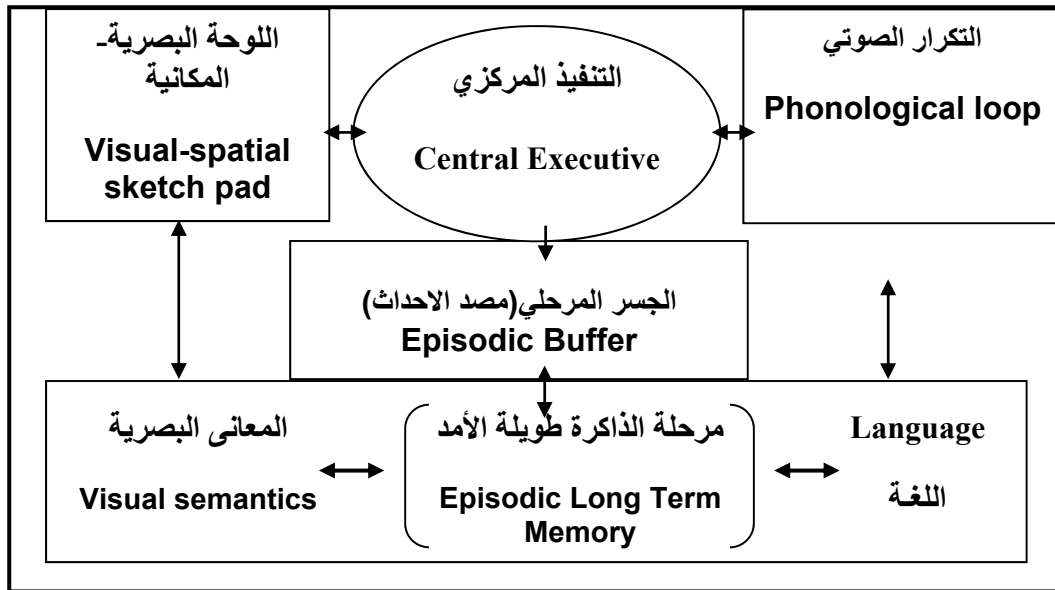 اللوحة البصرية-
المكانية
Visual-spatial
sketch pad
التنفيذ المركزي
Central Executive
التكرار الصوتي
Phonological loop
الجسر المرحلي(مصد الاحداث)
Episodic Buffer
المعانى البصرية
Visual semantics
مرحلة الذاكرة طويلة الأمد
Episodic Long Term
Memory
Language
اللغـة